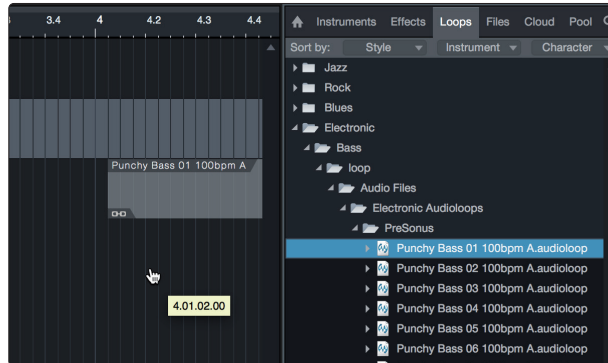 3.4 4 4.2 4.3 4.4
Punchy Bass 01 100bpm A
4.01.02.00
Instruments Effects Loops Files Cloud Pool
Sort by: Style Instrument Character
Jazz
Rock
Blues
Electronic
Bass
loop
Audio Files
Electronic Audioloops
PreSonus
Punchy Bass 01 100bpm A.audioloop
Punchy Bass 02 100bpm A.audioloop
Punchy Bass 03 100bpm A.audioloop
Punchy Bass 04 100bpm A.audioloop
Punchy Bass 05 100bpm A.audioloop
Punchy Bass 06 100bpm A.audioloop